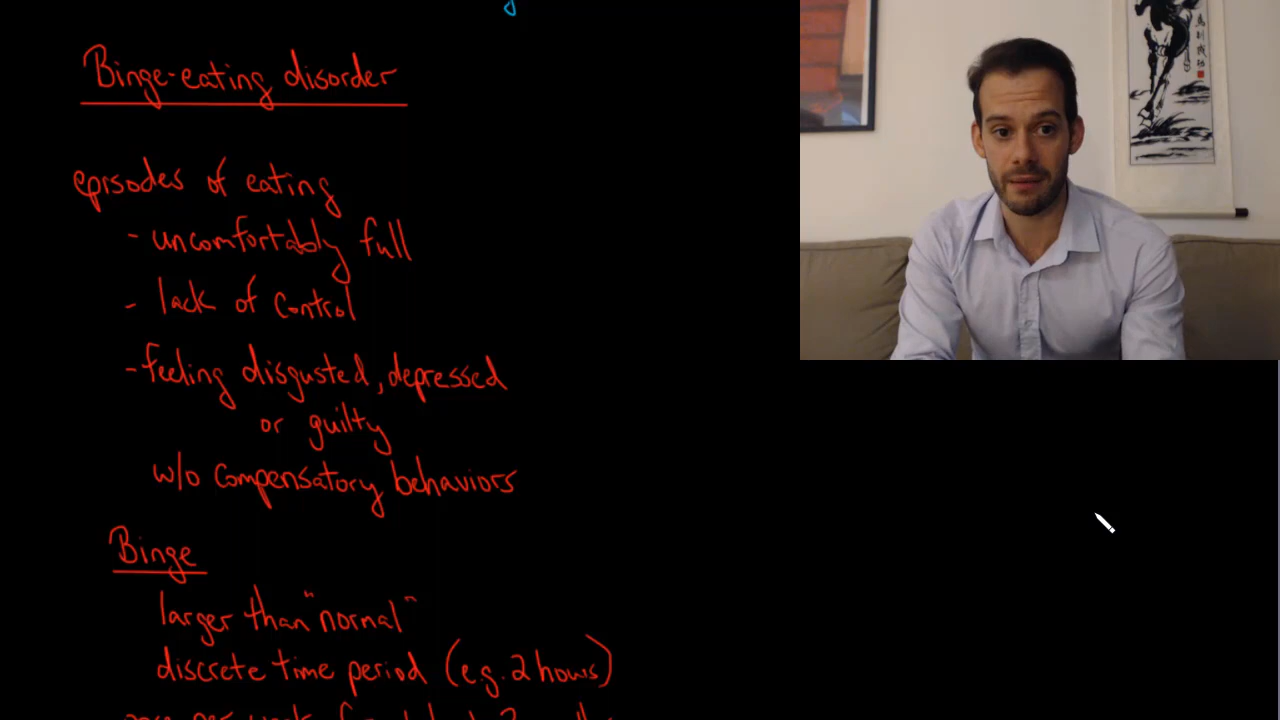 Binge-eating disorder
episodes of eating
- uncomfortably full
- lack of control
- feeling disgusted, depressed
or guilty
w/o compensatory behaviors
Binge
larger than "normal"
discrete time period (e.g. 2 hours)